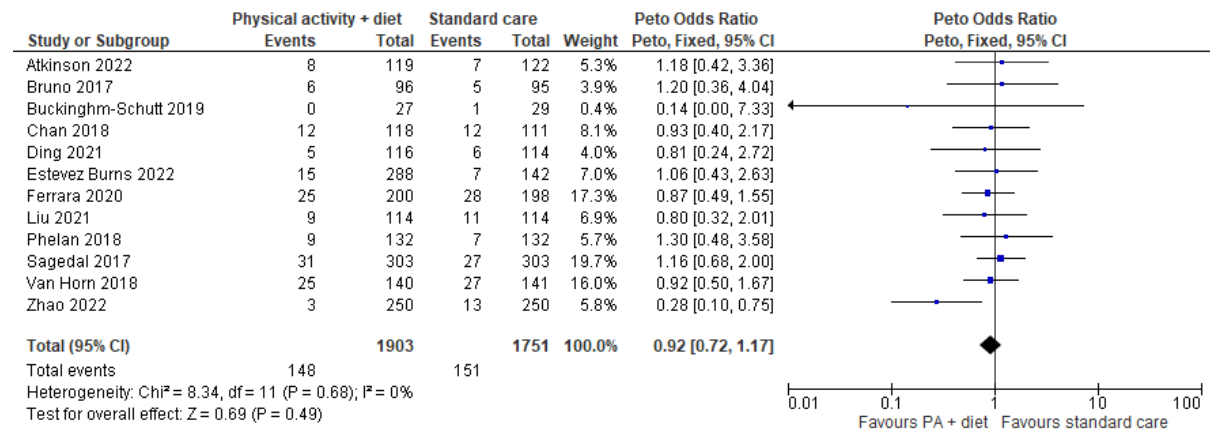 Physical activity + diet Standard care Peto Odds Ratio Peto Odds Ratio
Study or Subgroup Events Total Events Total Weight Peto, Fixed, 95% CI Peto, Fixed, 95% CI
Atkinson 2022 8 119 7 122 5.3% 1.18 [0.42, 3.36]
Bruno 2017 6 96 5 95 3.9% 1.20 [0.36, 4.04]
Buckinghm-Schutt 2019 0 27 1 29 0.4% 0.14 [0.00, 7.33]
Chan 2018 12 118 12 111 8.1% 0.93 [0.40, 2.17]
Ding 2021 5 116 6 114 4.0% 0.81 [0.24, 2.72]
Estevez Burns 2022 15 288 7 142 7.0% 1.06 [0.43, 2.63]
Ferrara 2020 25 200 28 198 17.3% 0.87 [0.49, 1.55]
Liu 2021 9 114 11 114 6.9% 0.80 [0.32, 2.01]
Phelan 2018 9 132 7 132 5.7% 1.30 [0.48, 3.58]
Sagedal 2017 31 303 27 303 19.7% 1.16 [0.68, 2.00]
Van Horn 2018 25 140 27 141 16.0% 0.92 [0.50, 1.67]
Zhao 2022 3 250 13 250 5.8% 0.28 [0.10, 0.75]
Total (95% CI) 1903 1751 100.0% 0.92 [0.72, 1.17]
Total events 148 151
Heterogeneity: Chi² = 8.34, df = 11 (P = 0.68); I² = 0%
Test for overall effect: Z = 0.69 (P = 0.49)
0.01 0.1 1 10 100
Favours PA + diet Favours standard care